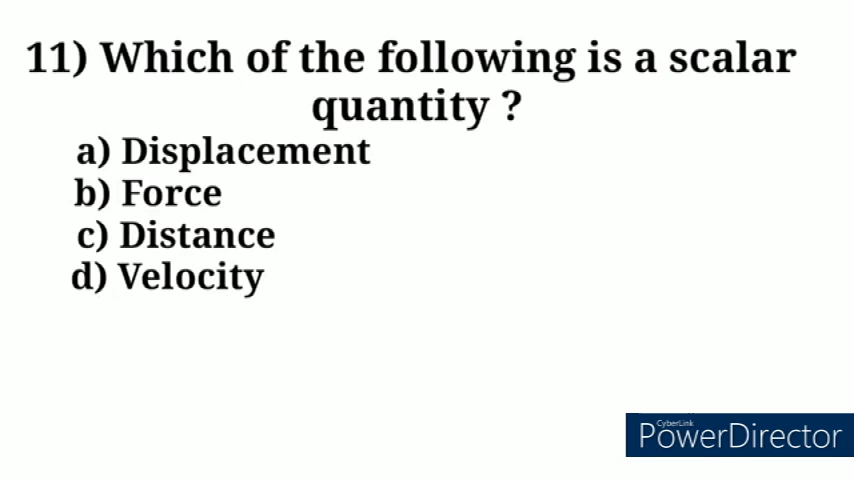 11) Which of the following is a scalar
quantity ?
a) Displacement
b) Force
c) Distance
d) Velocity
CyberLink
PowerDirector